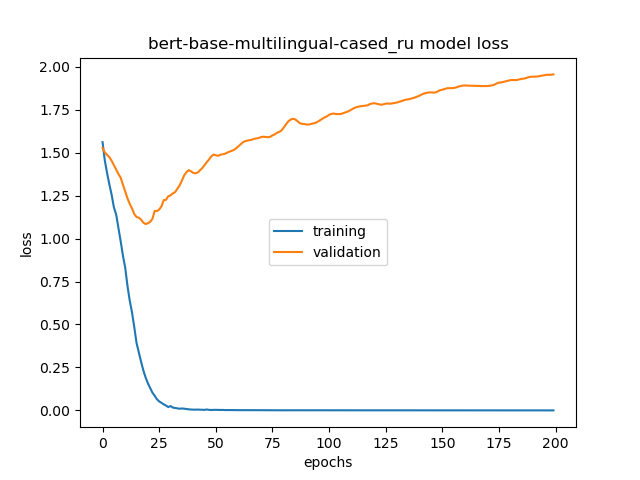 bert-base-multilingual-cased_ru model loss
2.00
1.75
1.50
1.25
1.00
0.75
0.50
0.25
0.00
loss
training
validation
0 25 50 75 100 125 150 175 200
epochs